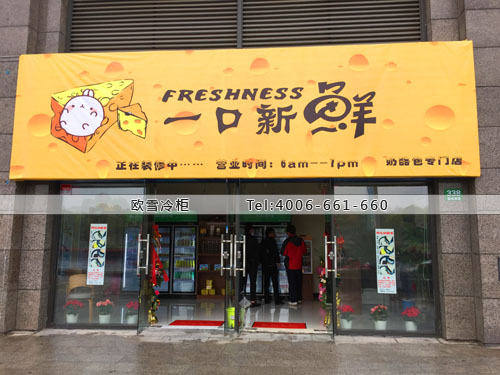 FRESHNESS
一口新鲜
正在装修中…… 营业时间：6am--7pm 奶酪包专门店
338
欧雪冷柜 Tel:4006-661-660